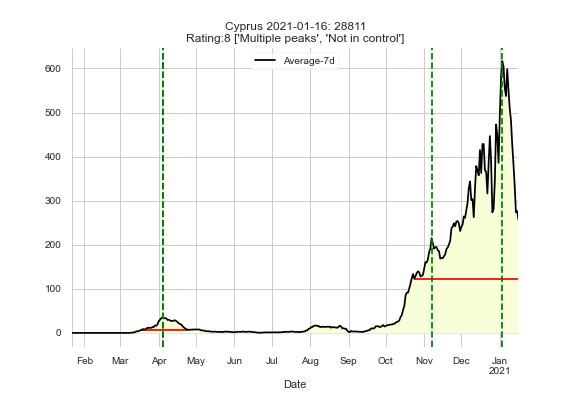 Cyprus 2021-01-16: 28811
Rating:8 ['Multiple peaks', 'Not in control']
Average-7d
600
500
400
300
200
100
0
Feb Mar Apr May Jun Jul Aug Sep Oct Nov Dec Jan
2021
Date